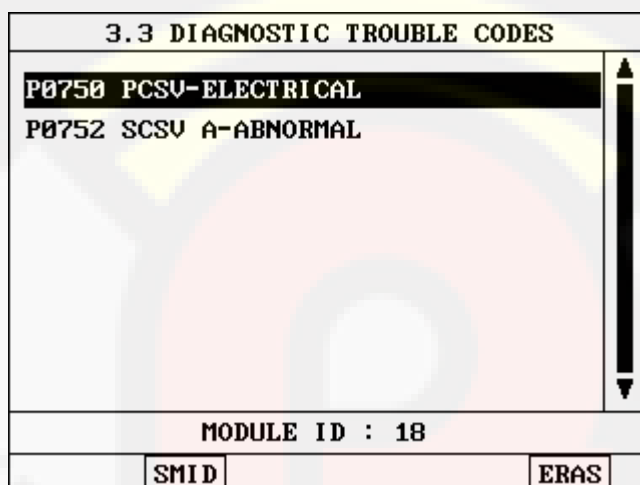 3.3 DIAGNOSTIC TROUBLE CODES
P0750 PCSV-ELECTRICAL
P0752 SCSV A-ABNORMAL
MODULE ID : 18
SMID ERAS